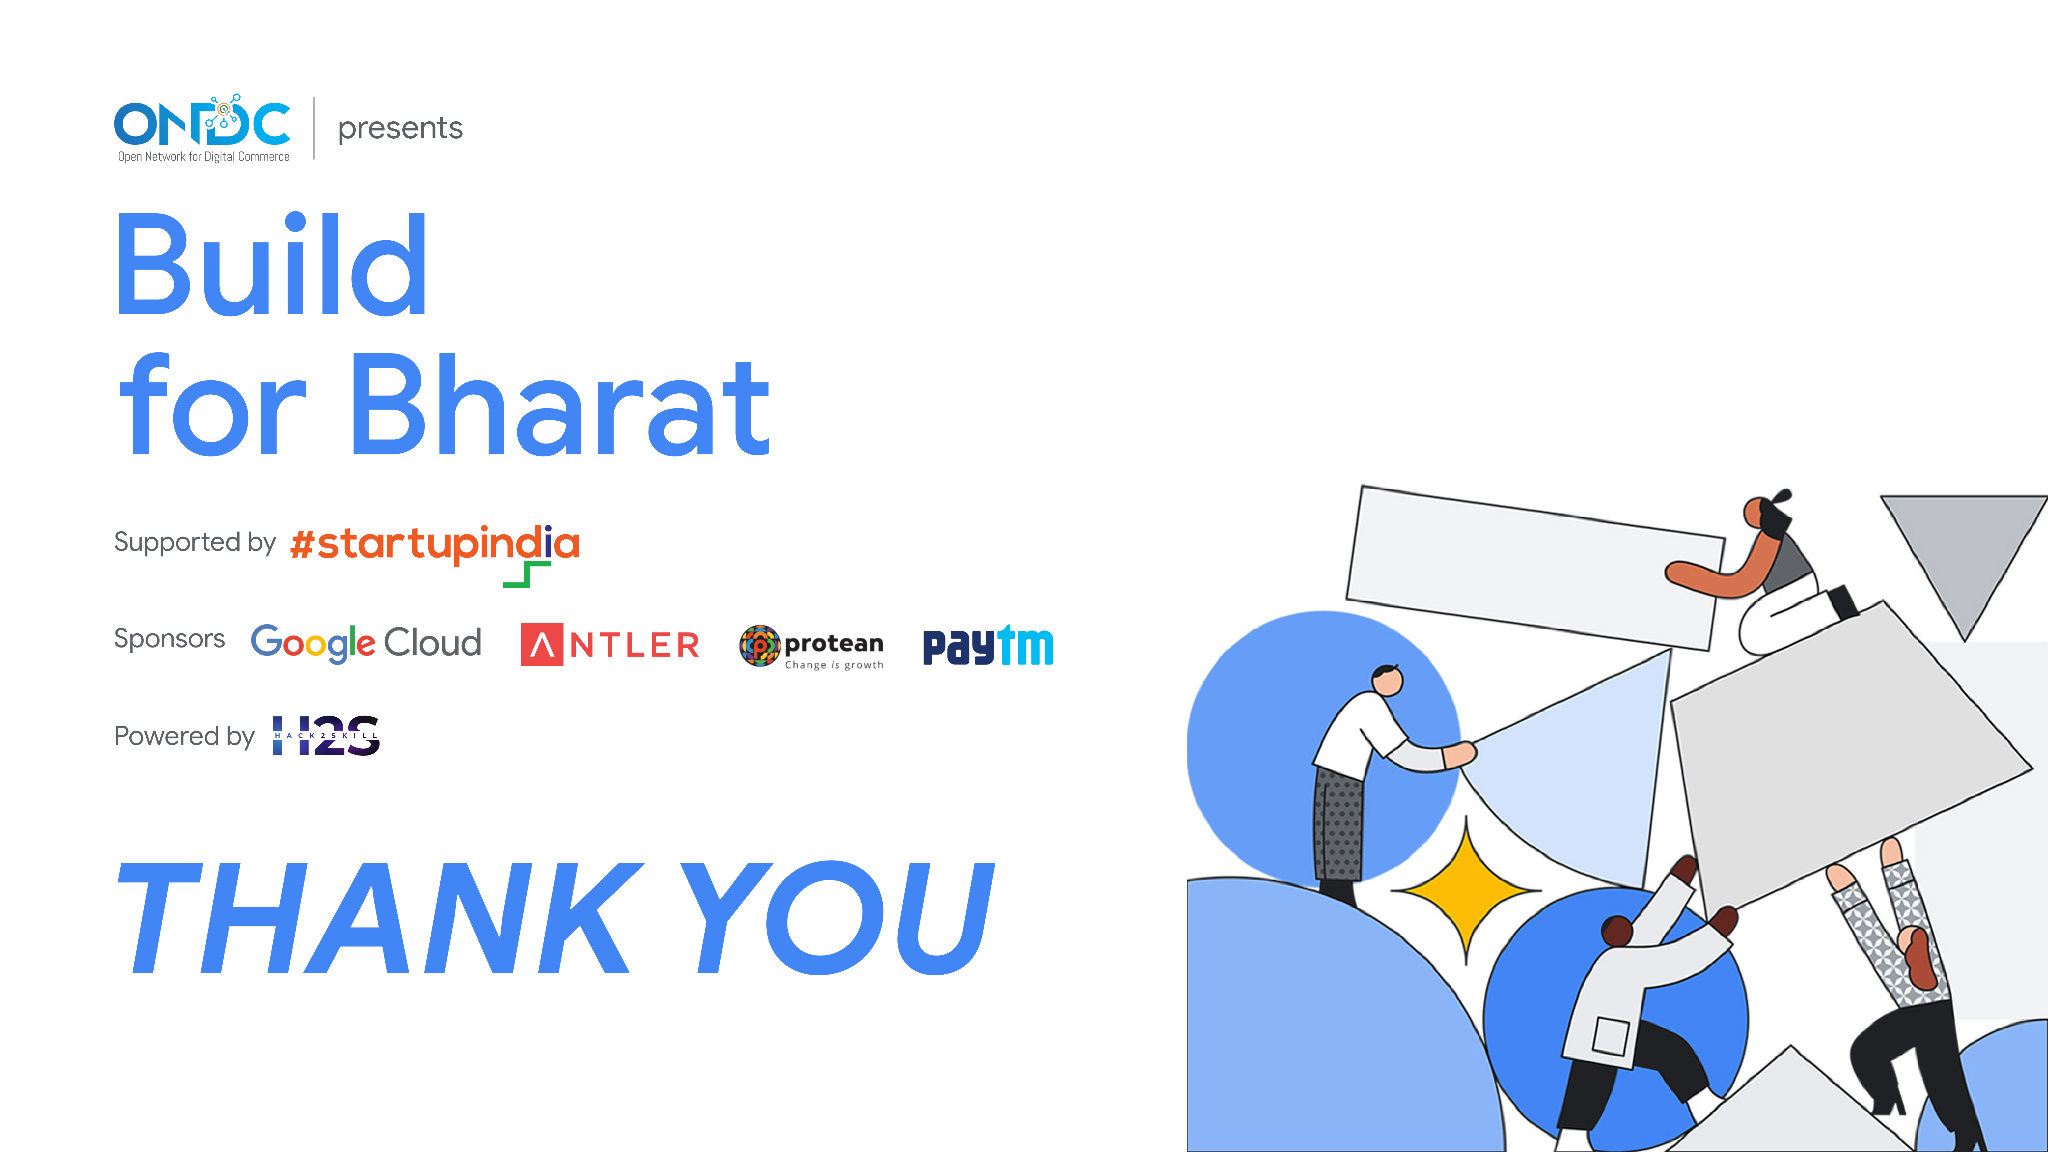 ONDC
Open Network for Digital Commerce
presents
Build
for Bharat
Supported by #startupindia
Sponsors Google Cloud ANTLER protean paytm
Change is growth
Powered by H2S
HACK2SKILL
THANK YOU